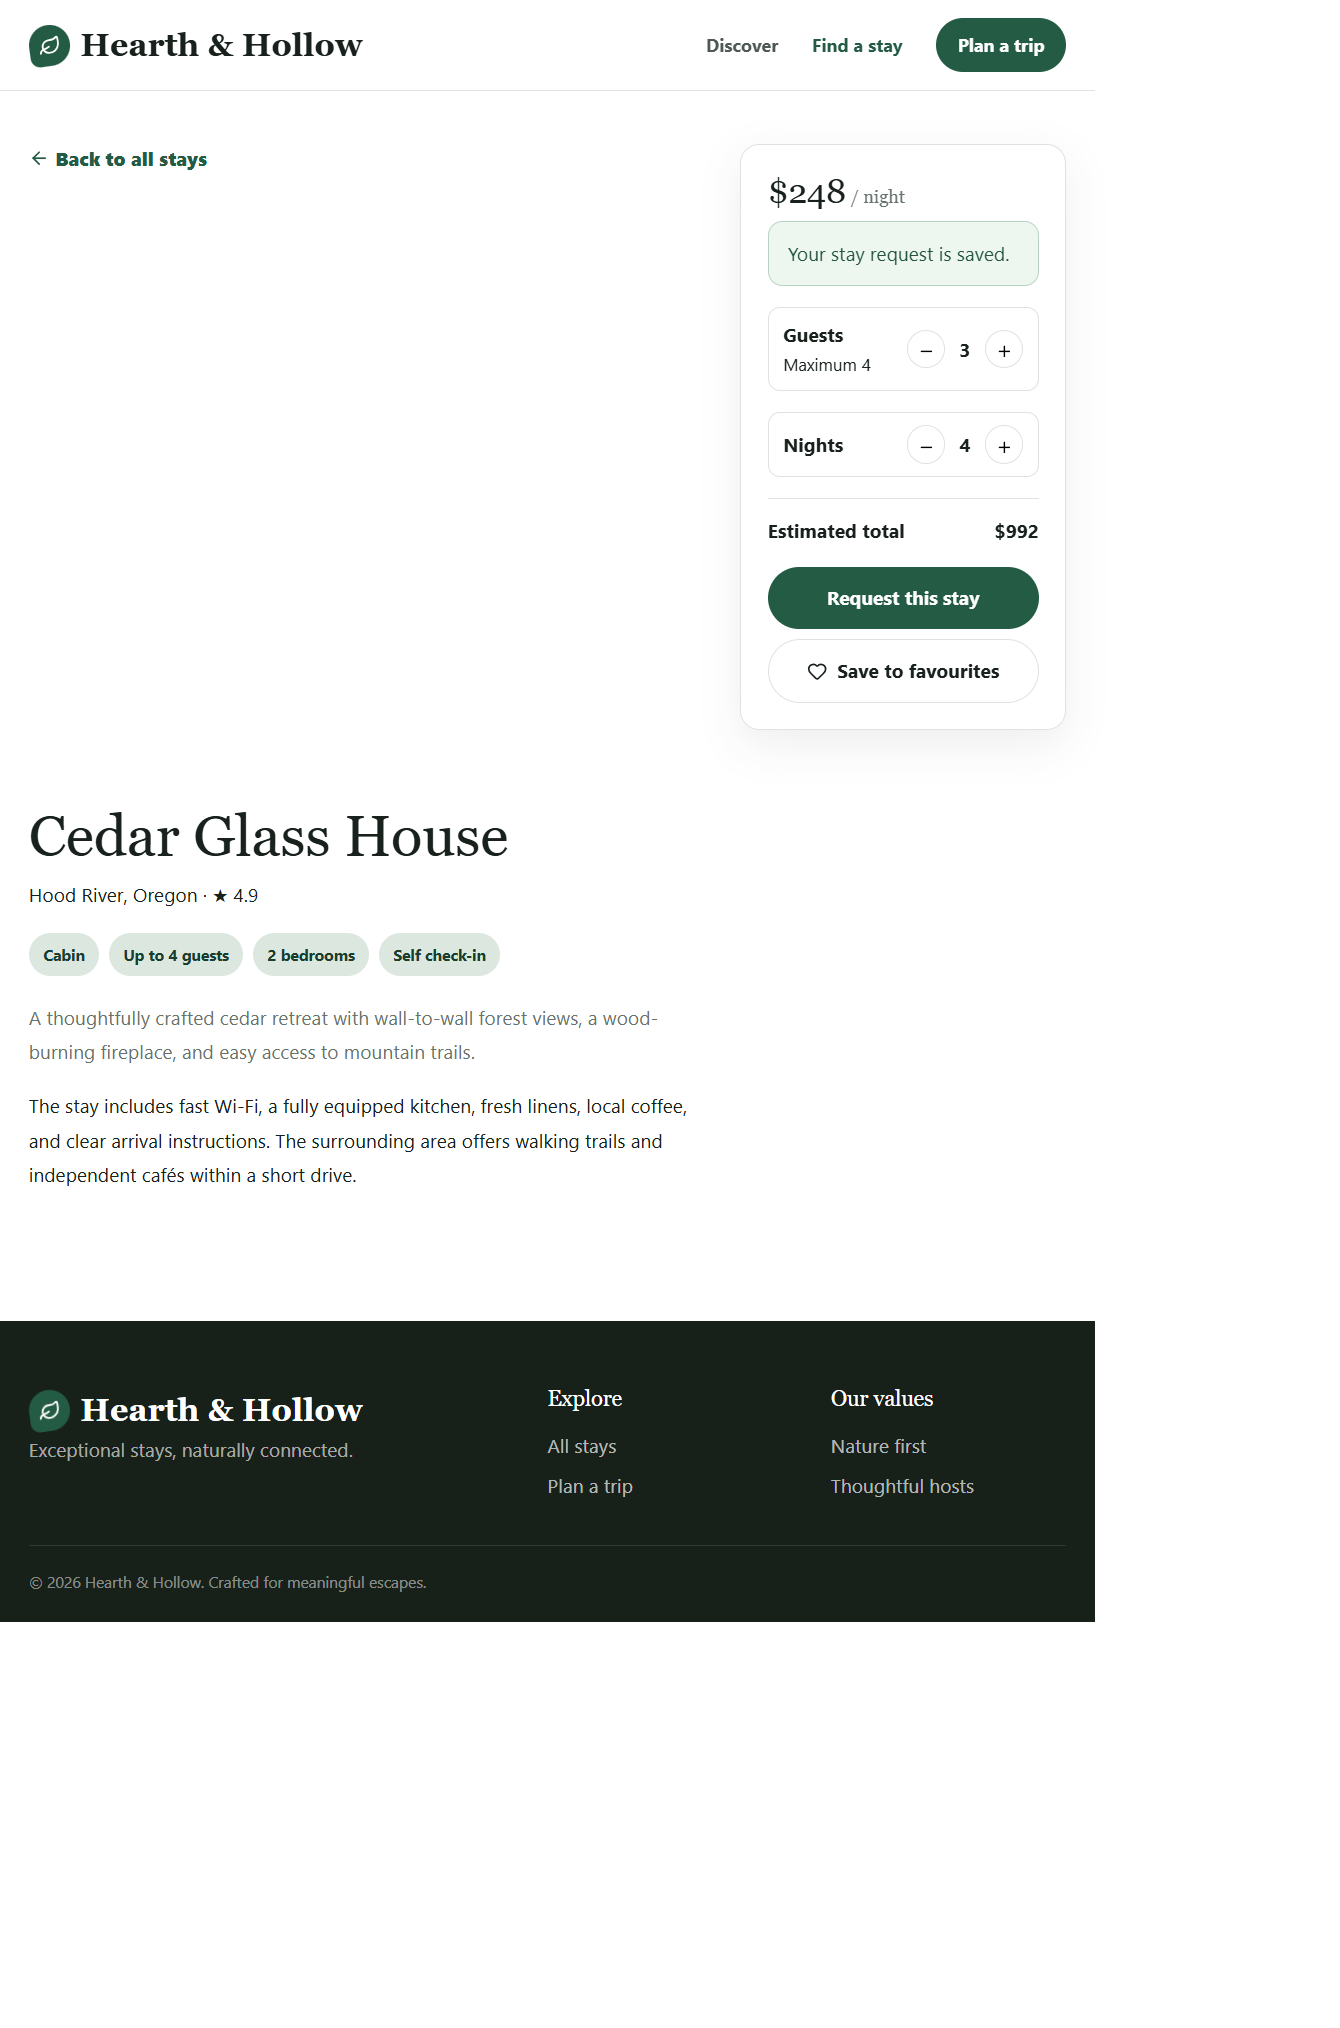 Hearth & Hollow
Discover
Find a stay
Plan a trip
← Back to all stays
$248 / night
Your stay request is saved.
Guests
Maximum 4
− 3 +
Nights
− 4 +
Estimated total $992
Request this stay
Save to favourites
Cedar Glass House
Hood River, Oregon · ★ 4.9
Cabin
Up to 4 guests
2 bedrooms
Self check-in
A thoughtfully crafted cedar retreat with wall-to-wall forest views, a wood-
burning fireplace, and easy access to mountain trails.
The stay includes fast Wi-Fi, a fully equipped kitchen, fresh linens, local coffee,
and clear arrival instructions. The surrounding area offers walking trails and
independent cafés within a short drive.
Hearth & Hollow
Exceptional stays, naturally connected.
Explore
All stays
Plan a trip
Our values
Nature first
Thoughtful hosts
© 2026 Hearth & Hollow. Crafted for meaningful escapes.